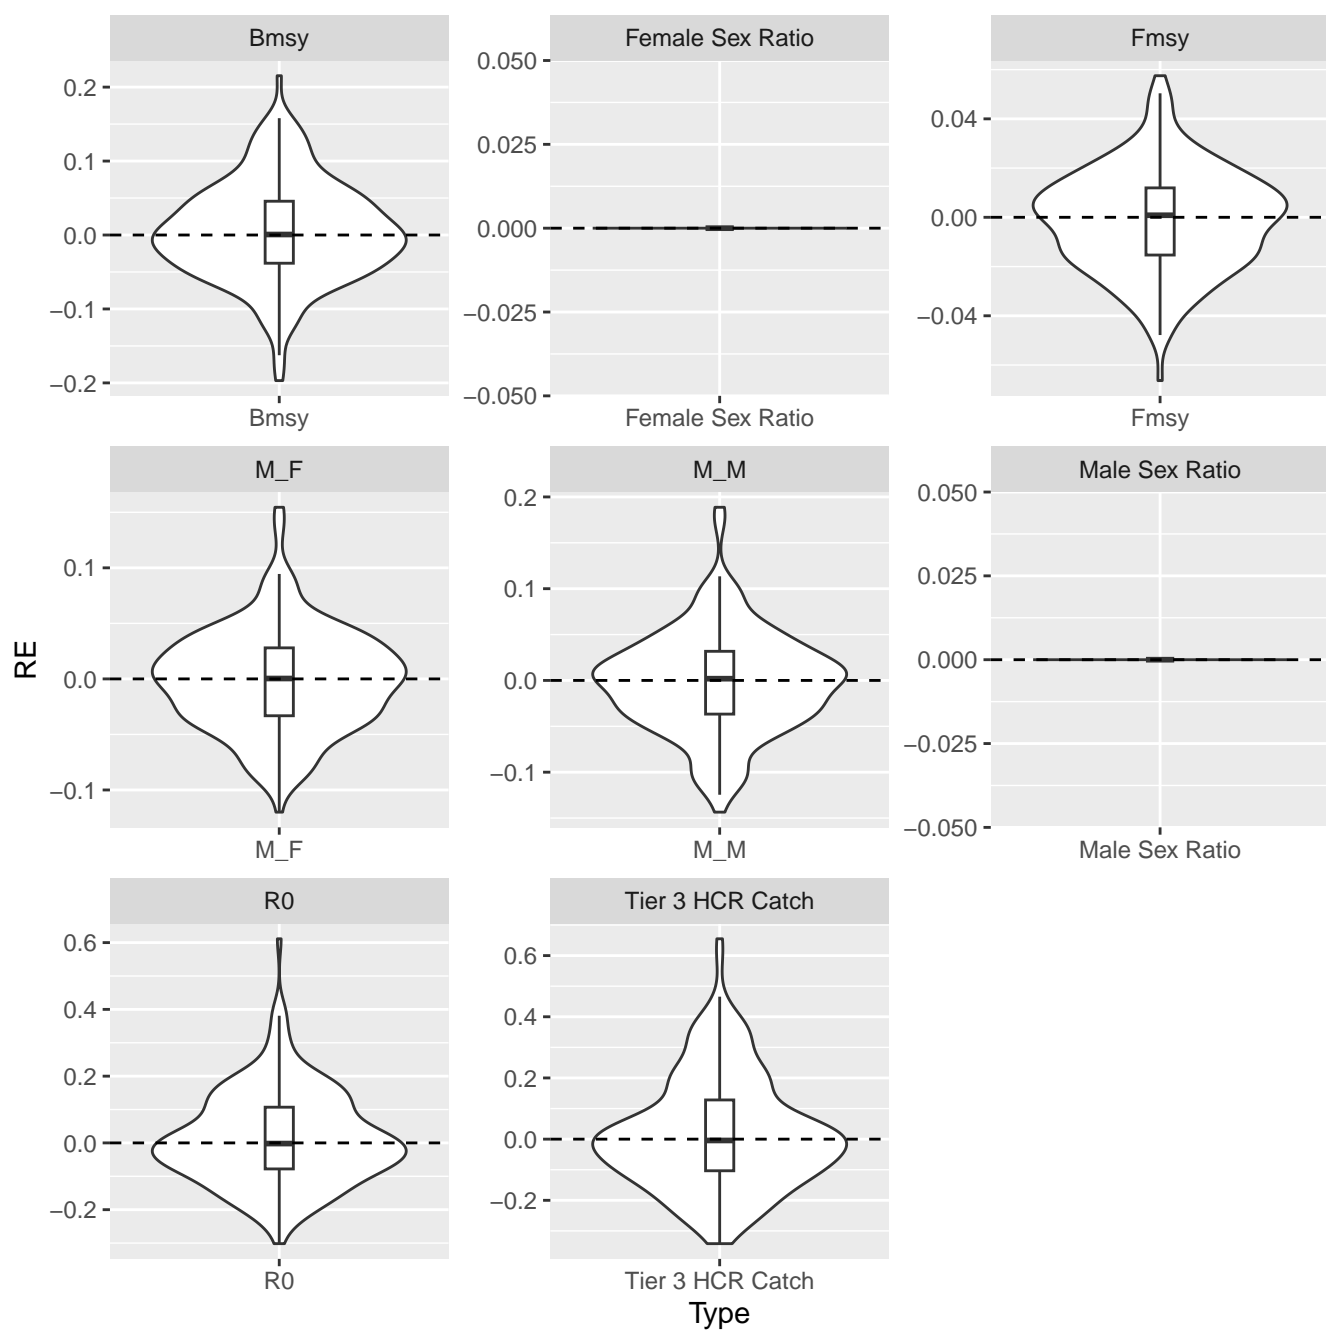 Bmsy
Female Sex Ratio
Fmsy
0.2
0.1
0.0
−0.1
−0.2
0.050
0.025
0.000
−0.025
−0.050
0.04
0.00
−0.04
Bmsy
Female Sex Ratio
Fmsy
M_F
M_M
Male Sex Ratio
0.1
0.0
−0.1
0.2
0.1
0.0
−0.1
0.050
0.025
0.000
−0.025
−0.050
M_F
M_M
Male Sex Ratio
RE
R0
Tier 3 HCR Catch
0.6
0.4
0.2
0.0
−0.2
0.6
0.4
0.2
0.0
−0.2
R0
Tier 3 HCR Catch
Type